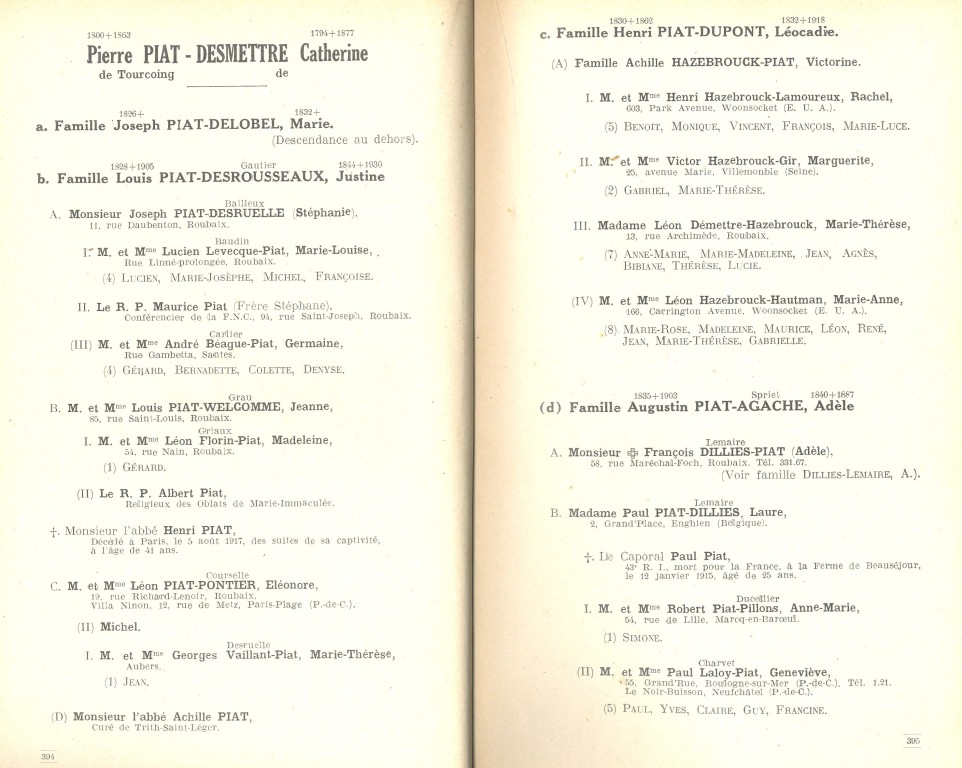 1800+1863 1794+1877
Pierre PIAT - DESMETTRE Catherine
de Tourcoing de
1826+ 1832+
a. Famille Joseph PIAT-DELOBEL, Marie.
(Descendance au dehors).
1828+1905 Gautier 1844+1930
b. Famille Louis PIAT-DESROUSSEAUX, Justine
Bailleux
A. Monsieur Joseph PIAT-DESRUELLE (Stéphanie),
11, rue Daubenton, Roubaix.
Baudin
I. M. et Mme Lucien Levecque-Piat, Marie-Louise,
Rue Linné-prolongée, Roubaix.
(4) LUCIEN, MARIE-JOSÈPHE, MICHEL, FRANÇOISE.
II. Le R. P. Maurice Piat (Frère Stéphane).
Conférencier de la F.N.C., 94, rue Saint-Joseph, Roubaix.
Carlier
(III) M. et Mme André Béague-Piat, Germaine,
Rue Gambetta, Santes.
(4) GÉRARD, BERNADETTE, COLETTE, DENYSE.
Grau
B. M. et Mme Louis PIAT-WELCOMME, Jeanne,
85, rue Saint-Louis, Roubaix.
Griaux
I. M. et Mme Léon Florin-Piat, Madeleine,
54, rue Nain, Roubaix.
(1) GÉRARD.
(II) Le R. P. Albert Piat,
Religieux des Oblats de Marie-Immaculée.
†. Monsieur l'abbé Henri PIAT,
Décédé à Paris, le 5 août 1917, des suites de sa captivité,
à l'âge de 41 ans.
Courselle
C. M. et Mme Léon PIAT-PONTIER, Eléonore,
19, rue Richard-Lenoir, Roubaix.
Villa Ninon, 12, rue de Metz, Paris-Plage (P.-de-C.).
(II) Michel.
Desruelle
I. M. et Mme Georges Vaillant-Piat, Marie-Thérèse,
Aubers.
(1) JEAN.
(D) Monsieur l'abbé Achille PIAT,
Curé de Trith-Saint-Léger.
394
1830+1862 1832+1918
c. Famille Henri PIAT-DUPONT, Léocadie.
(A) Famille Achille HAZEBROUCK-PIAT, Victorine.
I. M. et Mme Henri Hazebrouck-Lamoureux, Rachel,
603, Park Avenue, Woonsocket (E. U. A.).
(5) BENOIT, MONIQUE, VINCENT, FRANÇOIS, MARIE-LUCE.
II. M. et Mme Victor Hazebrouck-Gir, Marguerite,
25, avenue Marie, Villemonble (Seine).
(2) GABRIEL, MARIE-THÉRÈSE.
III. Madame Léon Démettre-Hazebrouck, Marie-Thérèse,
13, rue Archimède, Roubaix.
(7) ANNE-MARIE, MARIE-MADELEINE, JEAN, AGNÈS,
BIBIANE, THÉRÈSE, LUCIE.
(IV) M. et Mme Léon Hazebrouck-Hautman, Marie-Anne,
466, Carrington Avenue, Woonsocket (E. U. A.).
(8). MARIE-ROSE, MADELEINE, MAURICE, LÉON, RENÉ,
JEAN, MARIE-THÉRÈSE, GABRIELLE.
1835+1903 Spriet 1840+1887
(d) Famille Augustin PIAT-AGACHE, Adèle
Lemaire
A. Monsieur ✠ François DILLIES-PIAT (Adèle),
58, rue Maréchal-Foch, Roubaix. Tél. 331.67.
(Voir famille DILLIES-LEMAIRE, A.).
Lemaire
B. Madame Paul PIAT-DILLIES, Laure,
2, Grand'Place, Enghien (Belgique).
†. Le Caporal Paul Piat,
43e R. I., mort pour la France, à la Ferme de Beauséjour,
le 12 janvier 1915, âgé de 25 ans.
Ducellier
I. M. et Mme Robert Piat-Pillons, Anne-Marie,
54, rue de Lille, Marcq-en-Barœul.
(1) SIMONE.
Charvet
(II) M. et Mme Paul Laloy-Piat, Geneviève,
55, Grand'Rue, Boulogne-sur-Mer (P.-de-C.), Tél. 1.21.
Le Noir-Buisson, Neufchâtel (P.-de-C.).
(5) PAUL, YVES, CLAIRE, GUY, FRANCINE.
395